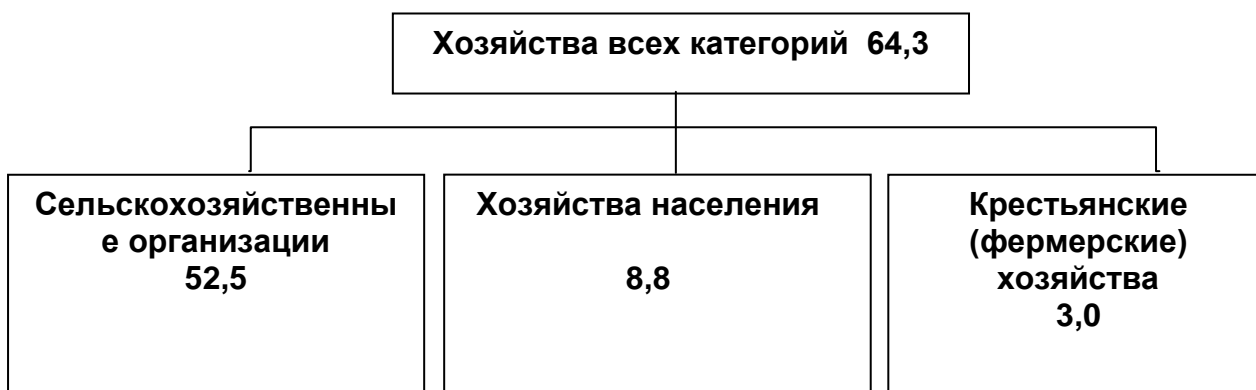 Хозяйства всех категорий 64,3
Сельскохозяйственны
е организации
52,5
Хозяйства населения
8,8
Крестьянские
(фермерские)
хозяйства
3,0